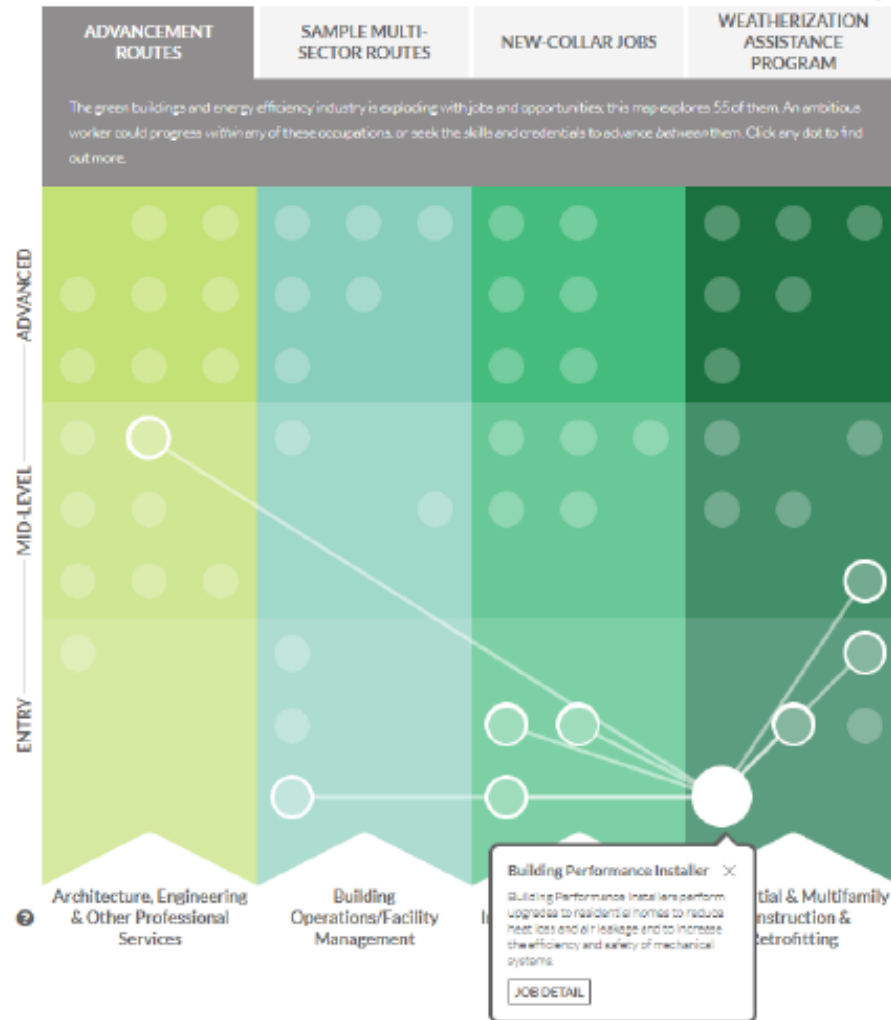 ADVANCEMENT
ROUTES
SAMPLE MULTI-
SECTOR ROUTES
NEW-COLLAR JOBS
WEATHERIZATION
ASSISTANCE
PROGRAM
The green buildings and energy efficiency industry is exploding with jobs and opportunities; this map explores 55 of them. An ambitious
worker could progress within any of these occupations, or seek the skills and credentials to advance between them. Click any dot to find
out more.
ADVANCED
MID-LEVEL
ENTRY
Architecture, Engineering
& Other Professional
Services
Building
Operations/Facility
Management
Building Performance Installer
Building Performance Installers perform
upgrades to residential homes to reduce
heat loss and air leakage and to increase
the efficiency and safety of mechanical
systems.
JOB DETAIL
tial & Multifamily
nstruction &
etrofitting